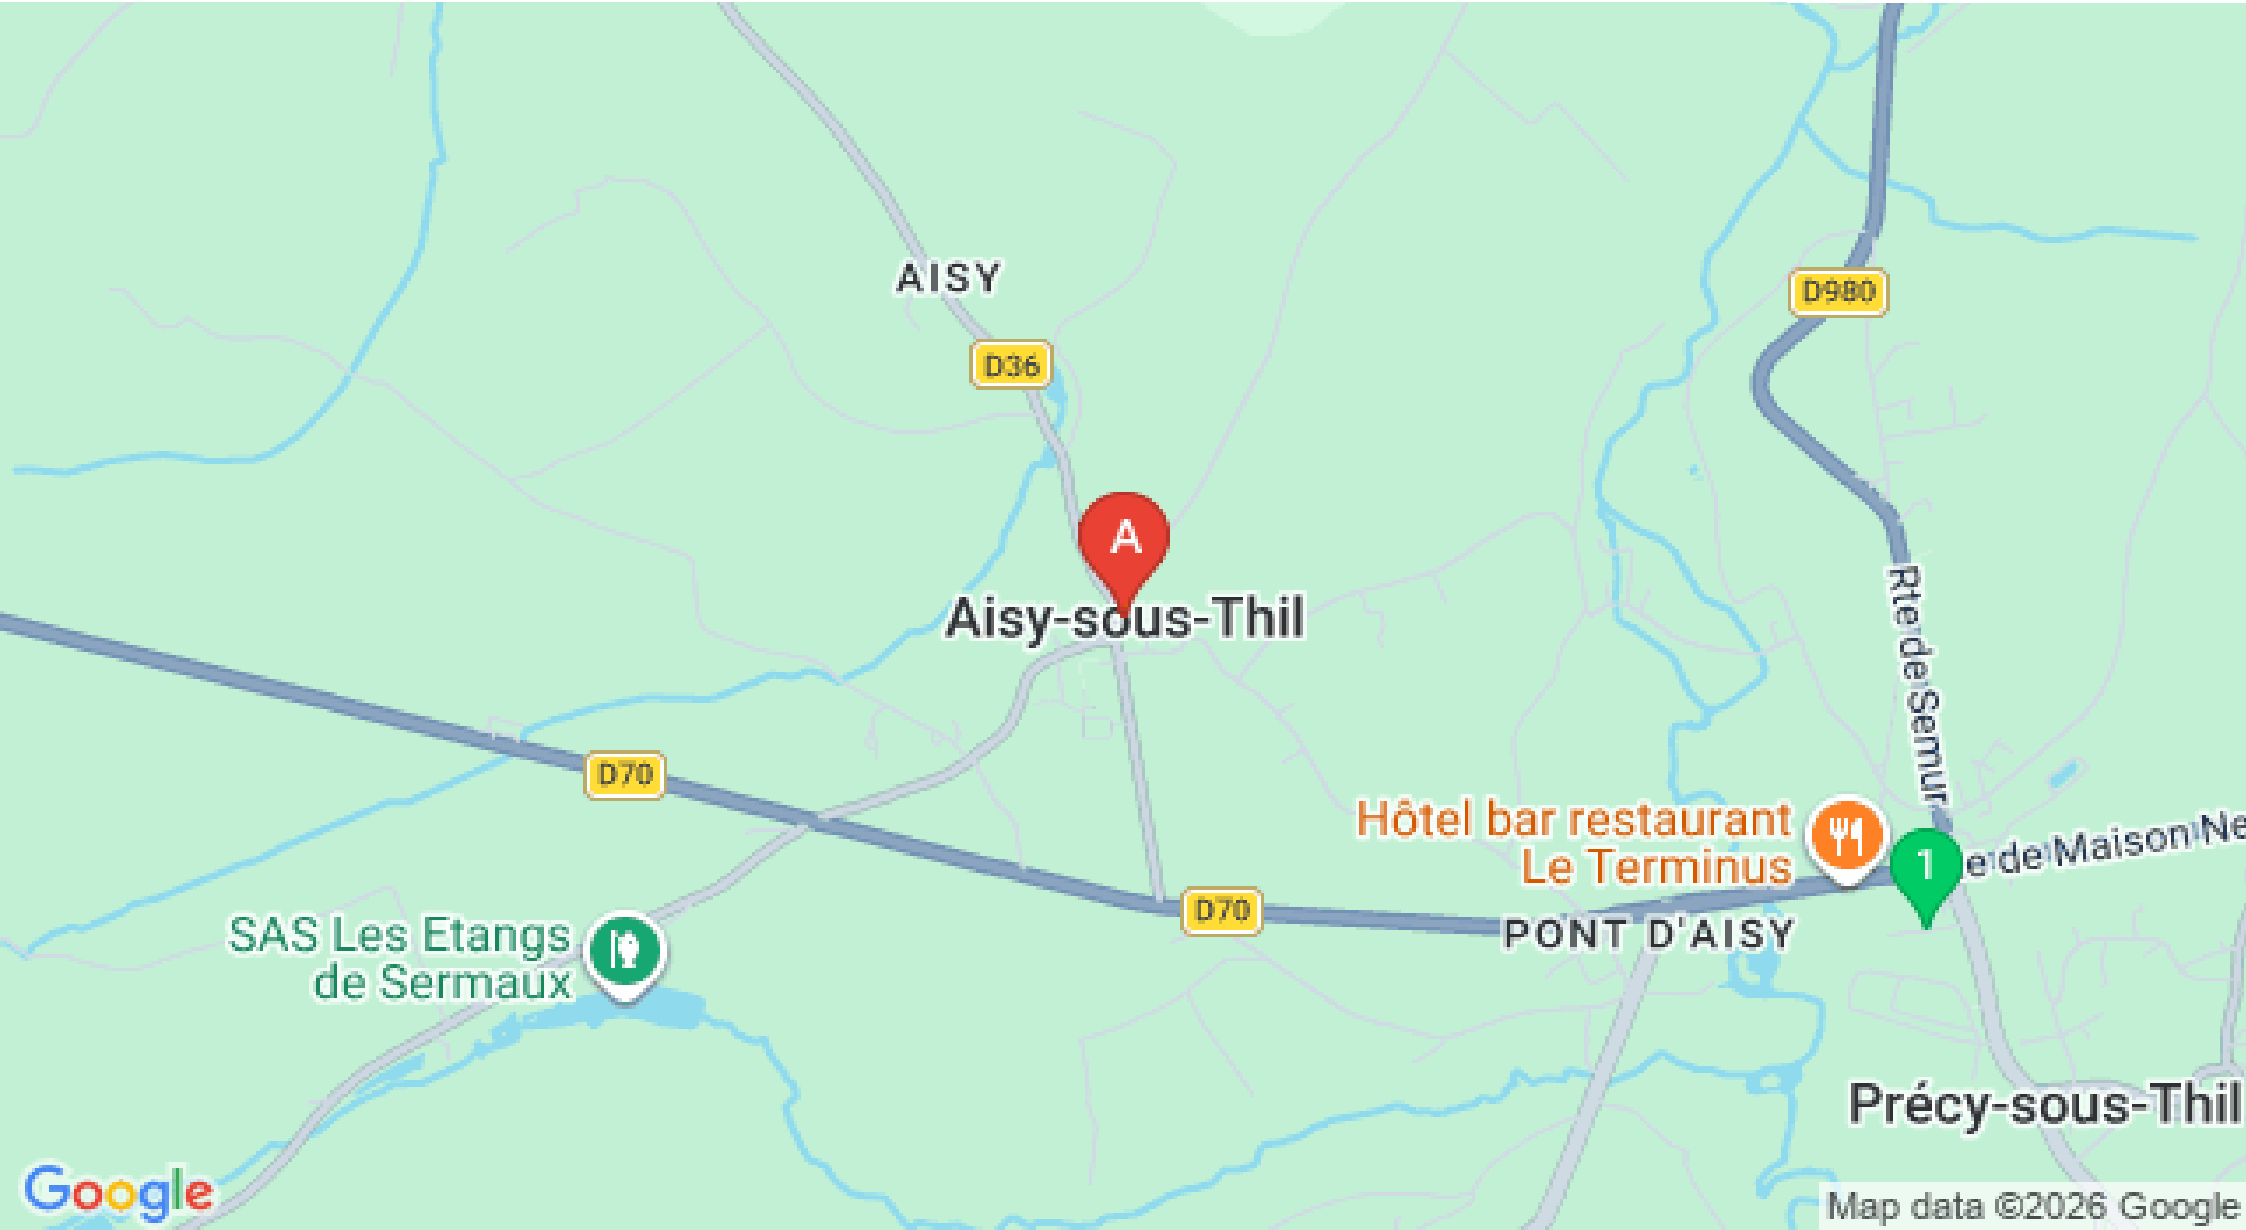 AISY
D980
D36
A
Aisy-sous-Thil
Rte de Semur
D70
Hôtel bar restaurant
Le Terminus
1
e de Maison Ne
D70
PONT D'AISY
SAS Les Etangs
de Sermaux
Précy-sous-Thil
Google
Map data ©2026 Google